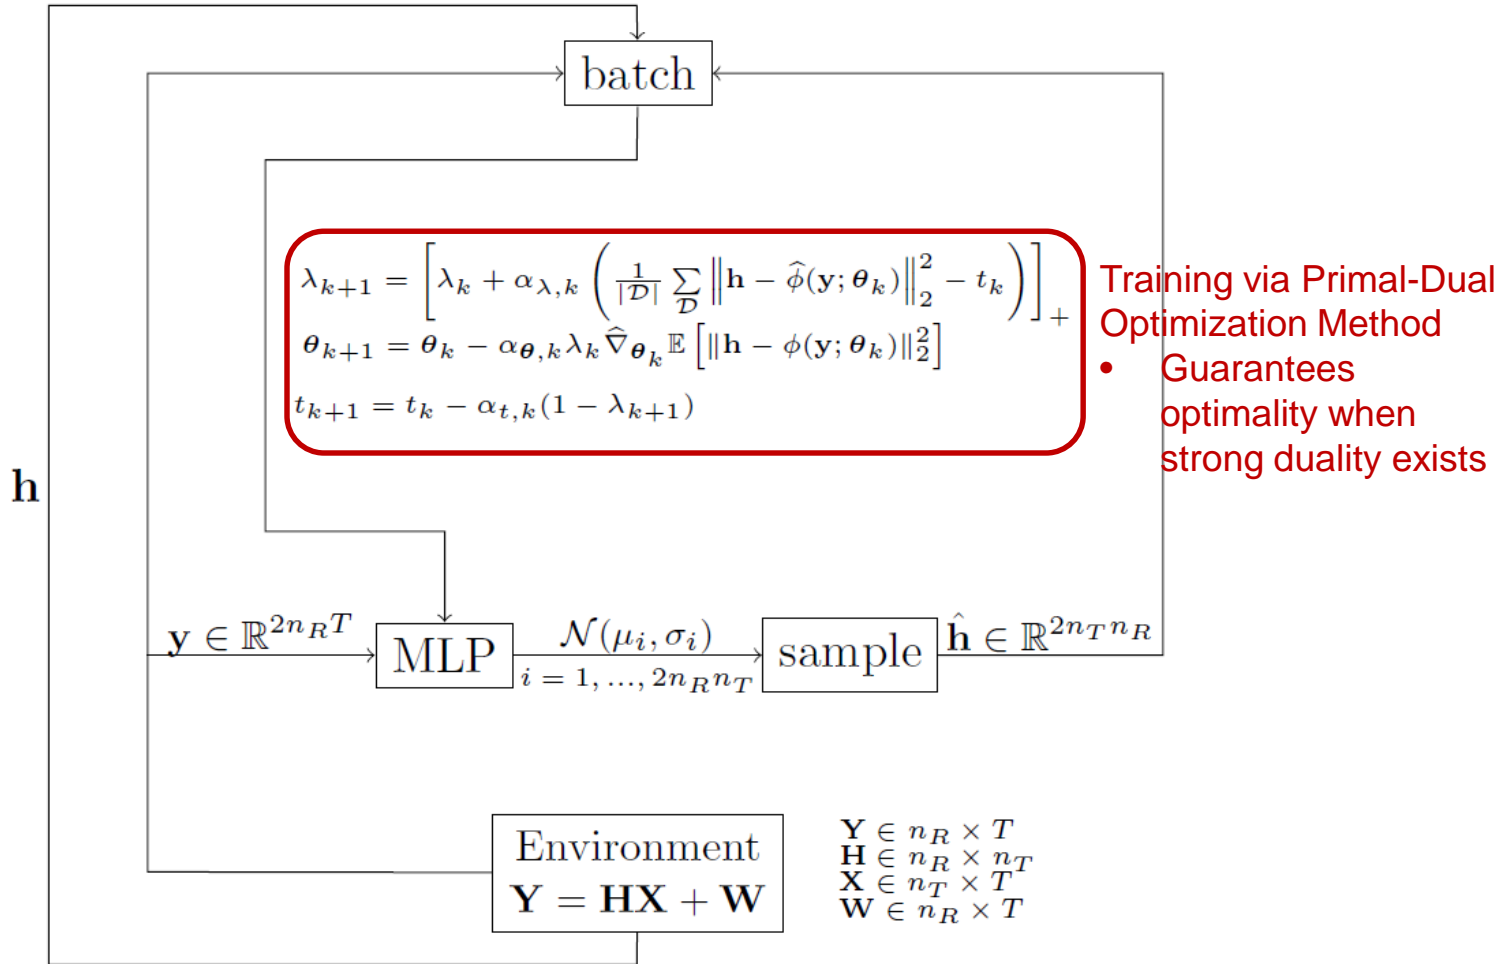 batch
λ_{k+1} = [λ_k + α_{λ,k} (1/|𝒟| ∑_𝒟 ‖𝐡 − φ̂(𝐲; 𝜽_k)‖₂² − t_k)]_+
𝜽_{k+1} = 𝜽_k − α_{𝜽,k} λ_k ∇̂_{𝜽_k} 𝔼 [‖𝐡 − φ(𝐲; 𝜽_k)‖₂²]
t_{k+1} = t_k − α_{t,k}(1 − λ_{k+1})
Training via Primal-Dual
Optimization Method
• Guarantees
optimality when
strong duality exists
𝐡
𝐲 ∈ ℝ^{2n_R T}
MLP
𝒩(μ_i, σ_i)
i = 1, ..., 2n_R n_T
sample
𝐡̂ ∈ ℝ^{2n_T n_R}
Environment
𝐘 = 𝐇𝐗 + 𝐖
𝐘 ∈ n_R × T
𝐇 ∈ n_R × n_T
𝐗 ∈ n_T × T
𝐖 ∈ n_R × T